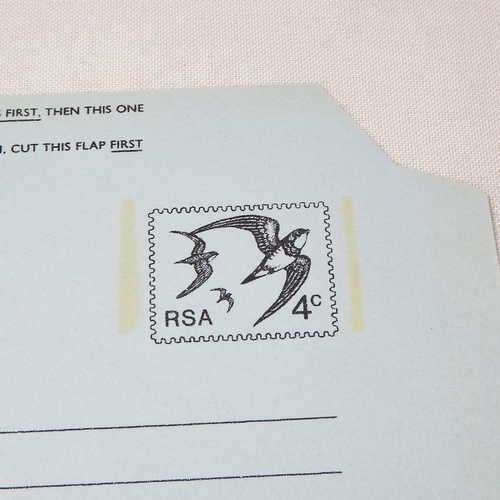 FIRST, THEN THIS ONE
CUT THIS FLAP FIRST
RSA 4c